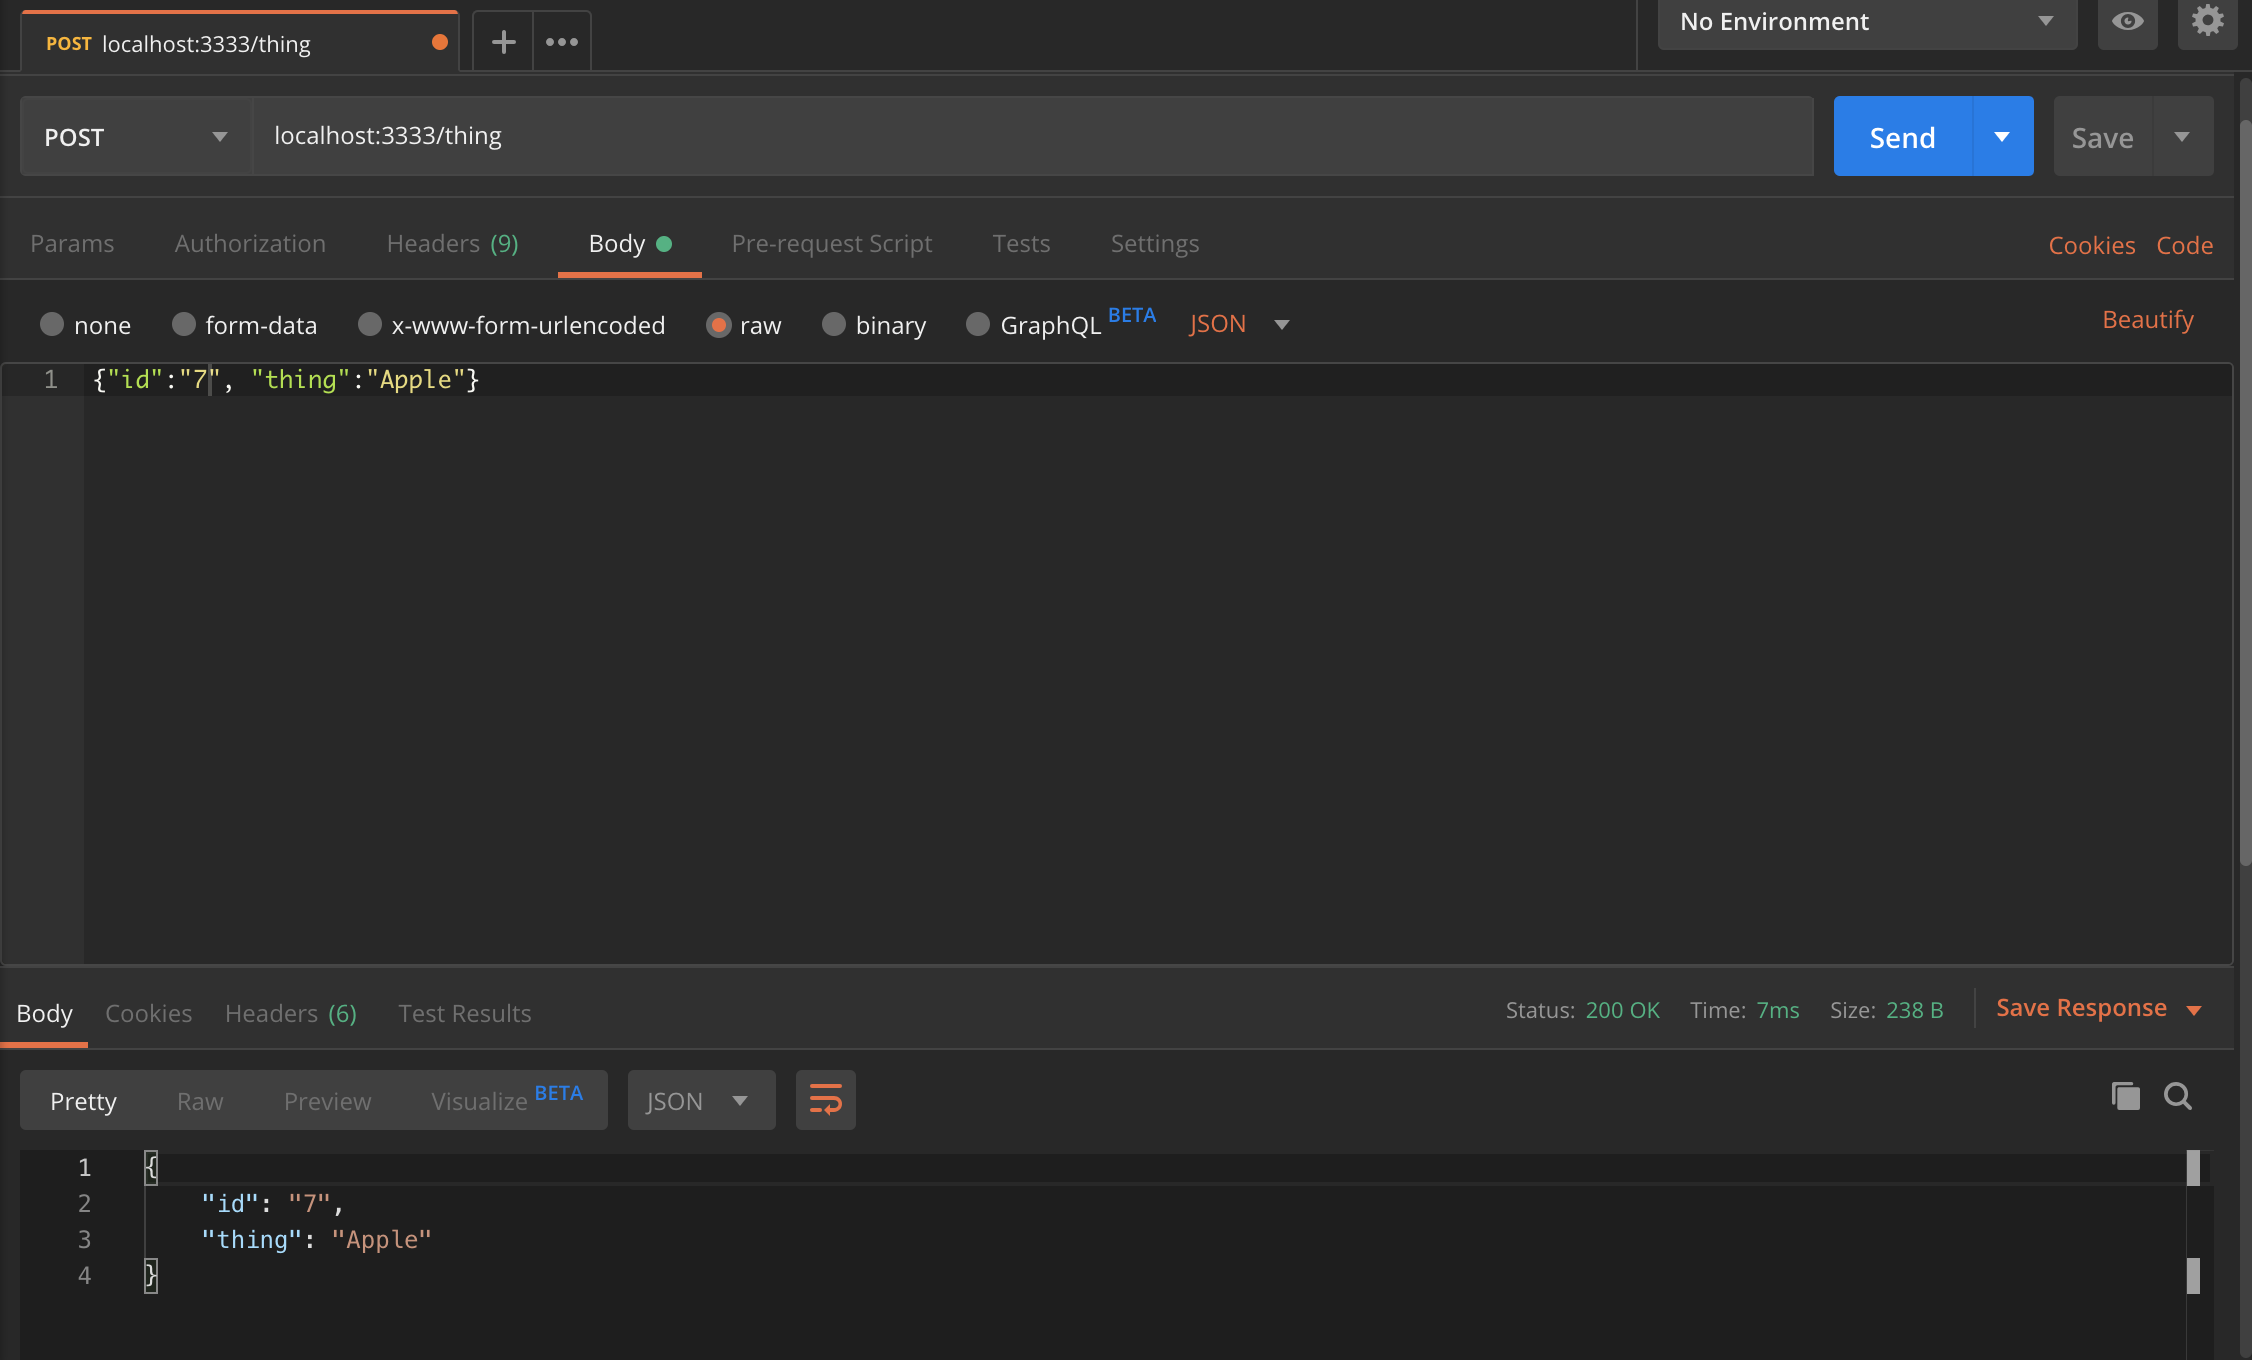 POST localhost:3333/thing
No Environment
POST localhost:3333/thing Send Save
Params Authorization Headers (9) Body Pre-request Script Tests Settings Cookies Code
none form-data x-www-form-urlencoded raw binary GraphQL BETA JSON Beautify
1 {"id":"7", "thing":"Apple"}
Body Cookies Headers (6) Test Results Status: 200 OK Time: 7ms Size: 238 B Save Response
Pretty Raw Preview Visualize BETA JSON
1 {
2 "id": "7",
3 "thing": "Apple"
4 }